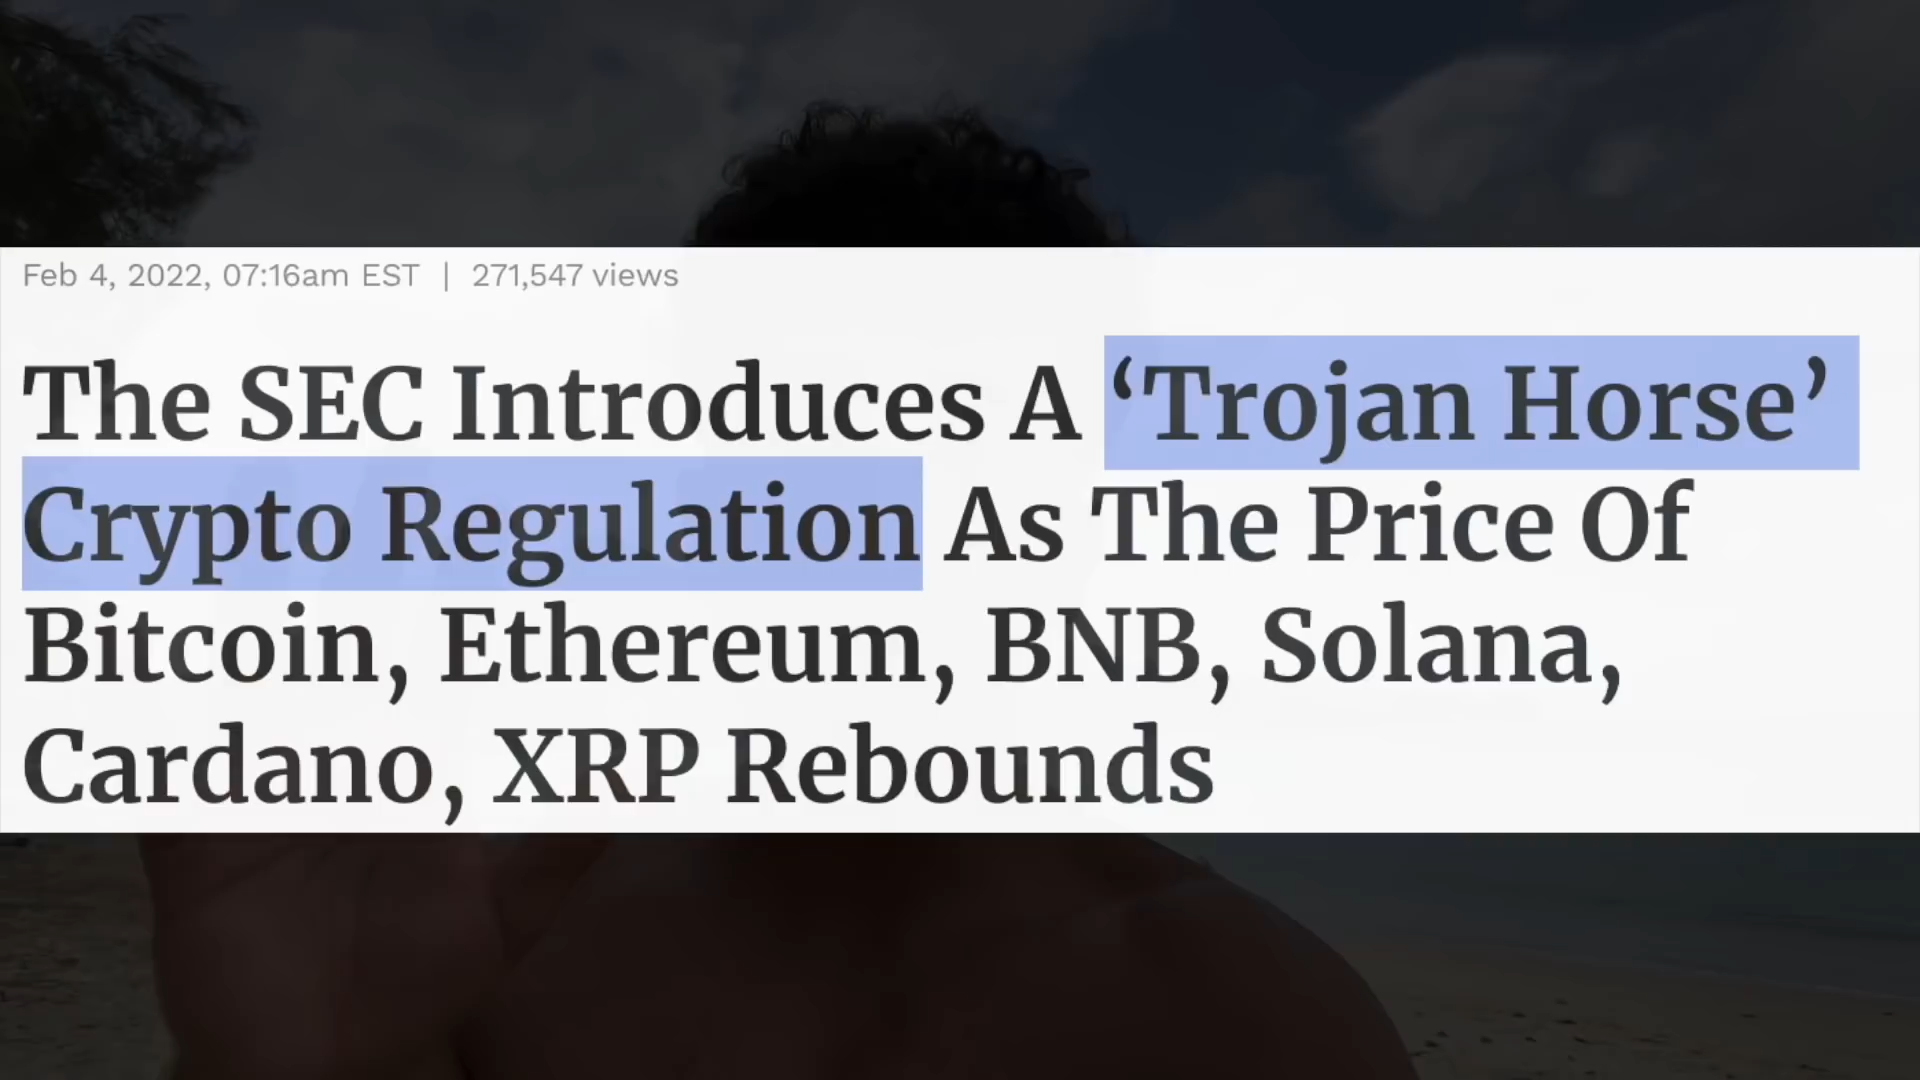 Feb 4, 2022, 07:16am EST | 271,547 views
The SEC Introduces A ‘Trojan Horse’
Crypto Regulation As The Price Of
Bitcoin, Ethereum, BNB, Solana,
Cardano, XRP Rebounds